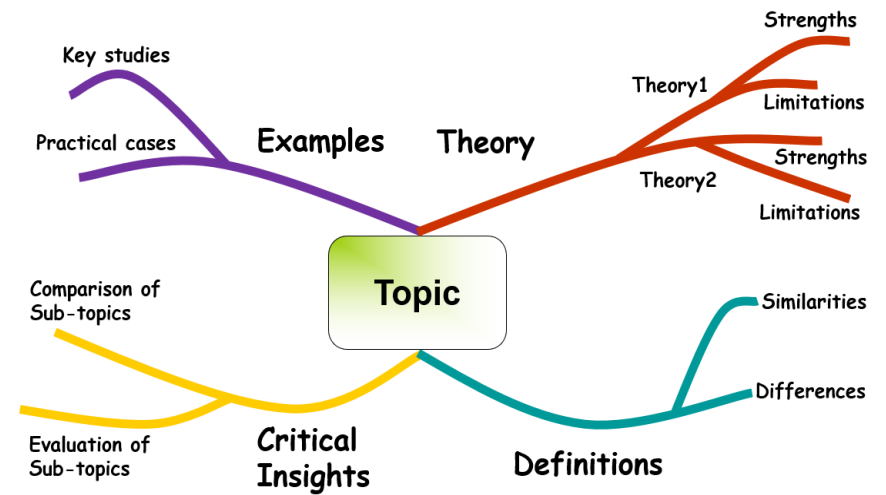 Strengths
Key studies
Theory1
Limitations
Practical cases
Examples
Theory
Strengths
Theory2
Limitations
Topic
Comparison of
Sub-topics
Similarities
Differences
Evaluation of
Sub-topics
Critical
Insights
Definitions